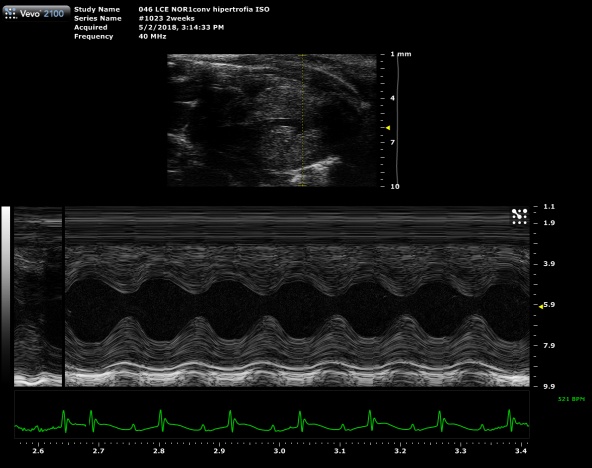 Vevo 2100
Study Name 046 LCE NOR1conv hipertrofia ISO
Series Name #1023 2weeks
Acquired 5/2/2018, 3:14:33 PM
Frequency 40 MHz
1 mm
4
7
10
1.1
1.9
3.9
5.9
7.9
9.9
521 BPM
2.6 2.7 2.8 2.9 3.0 3.1 3.2 3.3 3.4